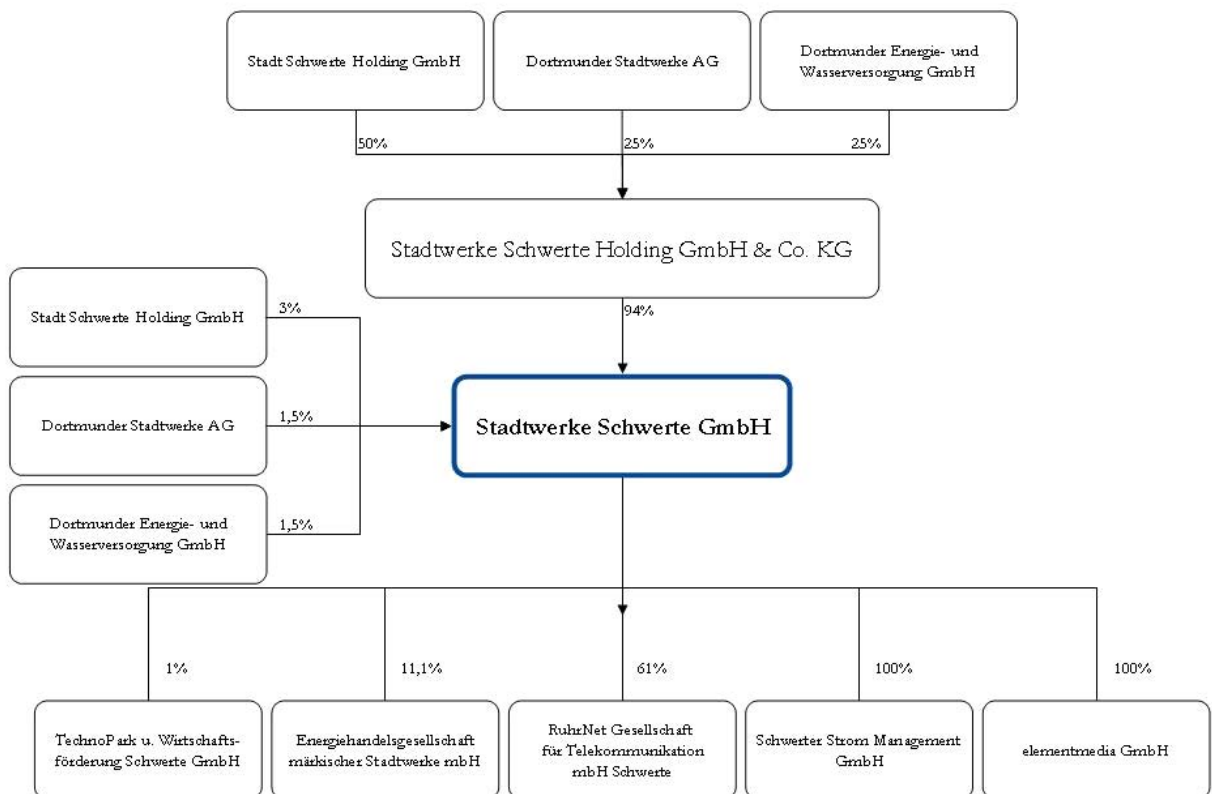 Stadt Schwerte Holding GmbH
Dortmunder Stadtwerke AG
Dortmunder Energie- und
Wasserversorgung GmbH
50%
25%
25%
Stadtwerke Schwerte Holding GmbH & Co. KG
94%
Stadt Schwerte Holding GmbH
3%
Dortmunder Stadtwerke AG
1,5%
Dortmunder Energie- und
Wasserversorgung GmbH
1,5%
Stadtwerke Schwerte GmbH
1%
11,1%
61%
100%
100%
TechnoPark u. Wirtschafts-
förderung Schwerte GmbH
Energiehandelsgesellschaft
märkischer Stadtwerke mbH
RuhrNet Gesellschaft
für Telekommunikation
mbH Schwerte
Schwerter Strom Management
GmbH
elementmedia GmbH